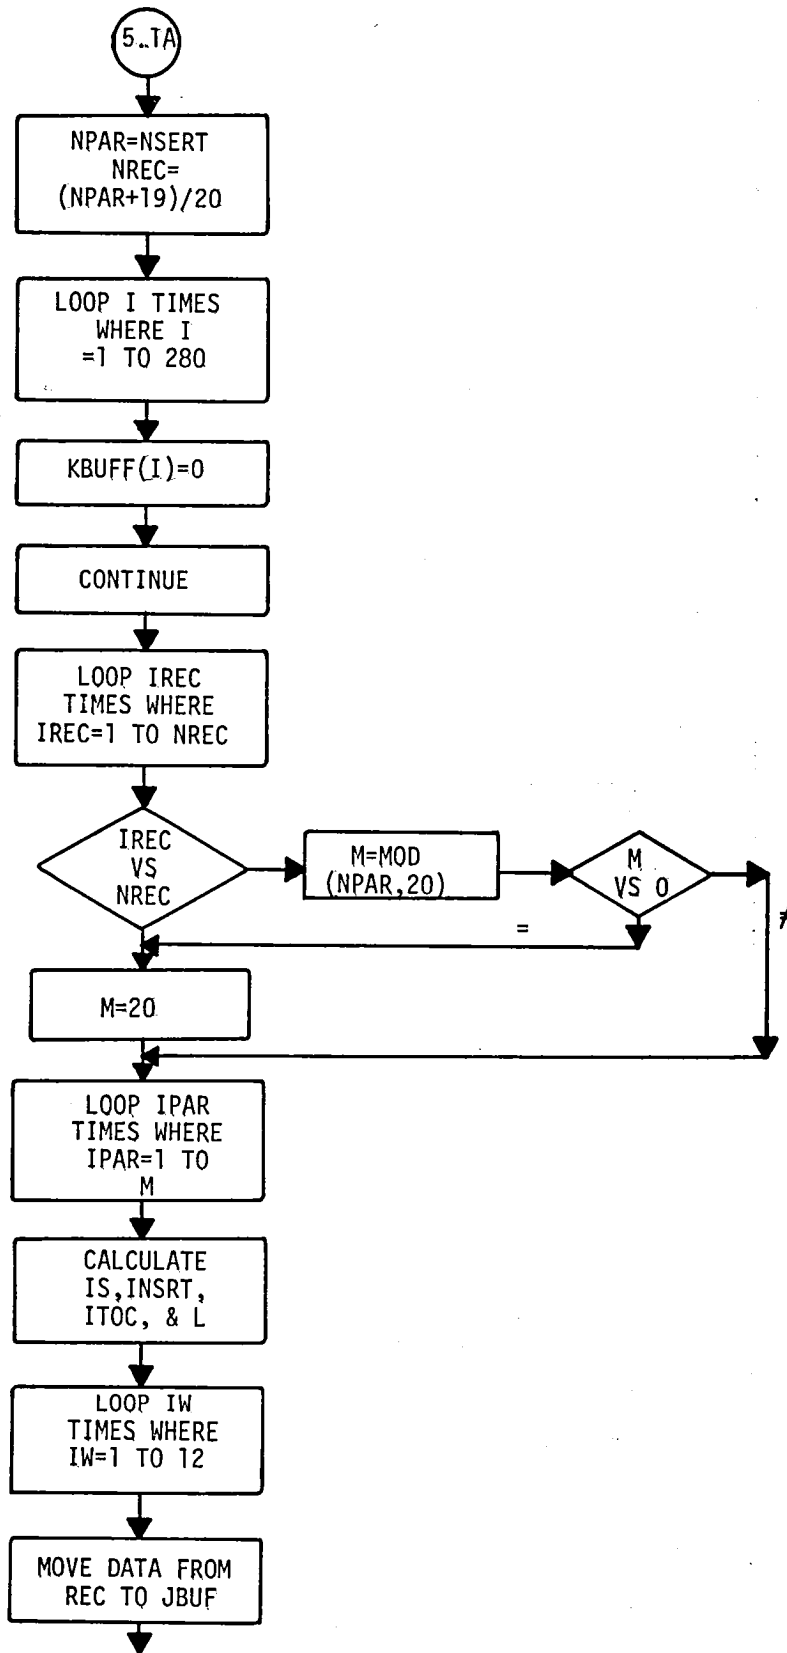 5..TA
NPAR=NSERT
NREC=
(NPAR+19)/20
LOOP I TIMES
WHERE I
=1 TO 280
KBUFF(I)=0
CONTINUE
LOOP IREC
TIMES WHERE
IREC=1 TO NREC
IREC
VS
NREC
M=MOD
(NPAR,20)
M
VS 0
≠
=
M=20
LOOP IPAR
TIMES WHERE
IPAR=1 TO
M
CALCULATE
IS,INSRT,
ITOC, & L
LOOP IW
TIMES WHERE
IW=1 TO 12
MOVE DATA FROM
REC TO JBUF